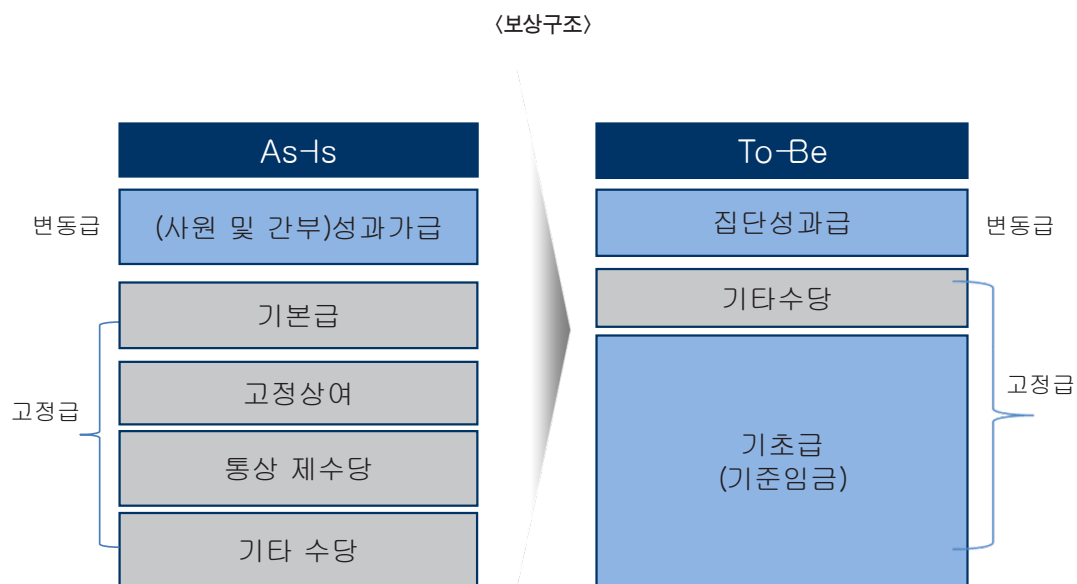 〈보상구조〉
As-Is
변동급
(사원 및 간부)성과가급
기본급
고정상여
고정급
통상 제수당
기타 수당
To-Be
집단성과급
변동급
기타수당
고정급
기초급
(기준임금)